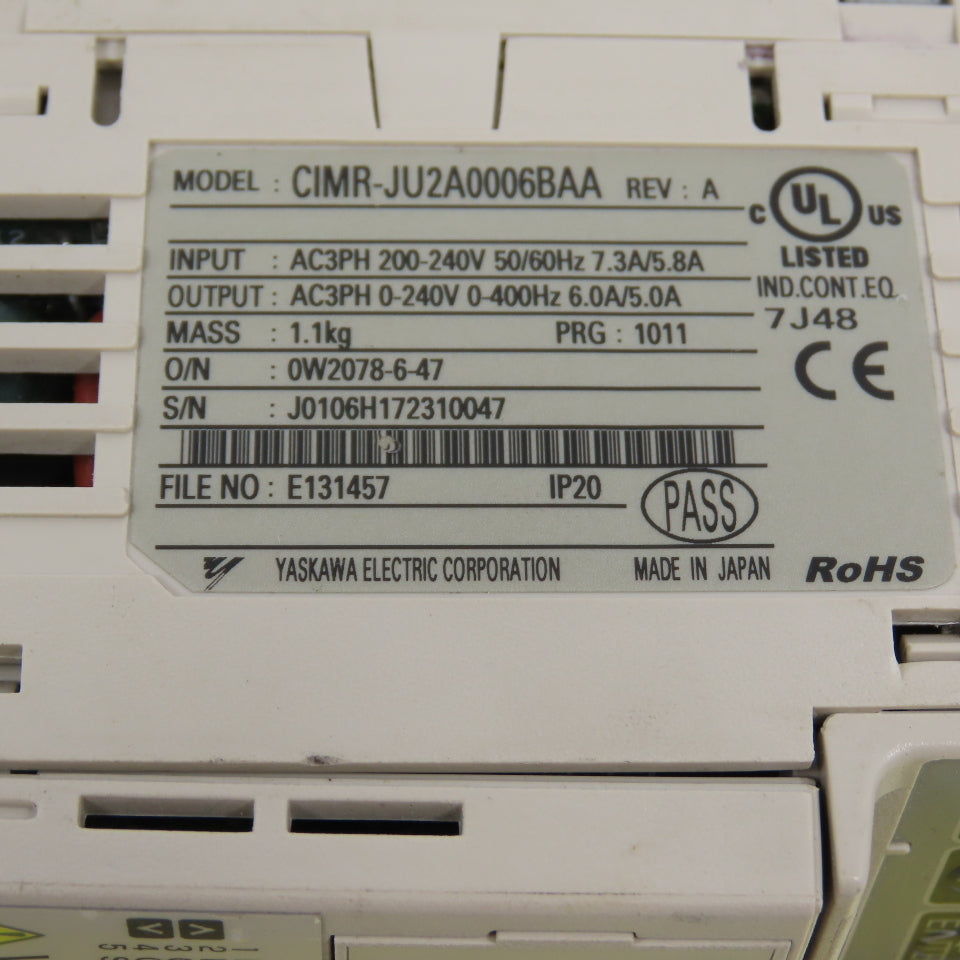 MODEL : CIMR-JU2A0006BAA REV : A
C UL US
LISTED
IND.CONT.EQ.
7J48
CE
INPUT : AC3PH 200-240V 50/60Hz 7.3A/5.8A
OUTPUT : AC3PH 0-240V 0-400Hz 6.0A/5.0A
MASS : 1.1kg PRG : 1011
O/N : 0W2078-6-47
S/N : J0106H172310047
FILE NO : E131457 IP20
PASS
YASKAWA ELECTRIC CORPORATION MADE IN JAPAN RoHS